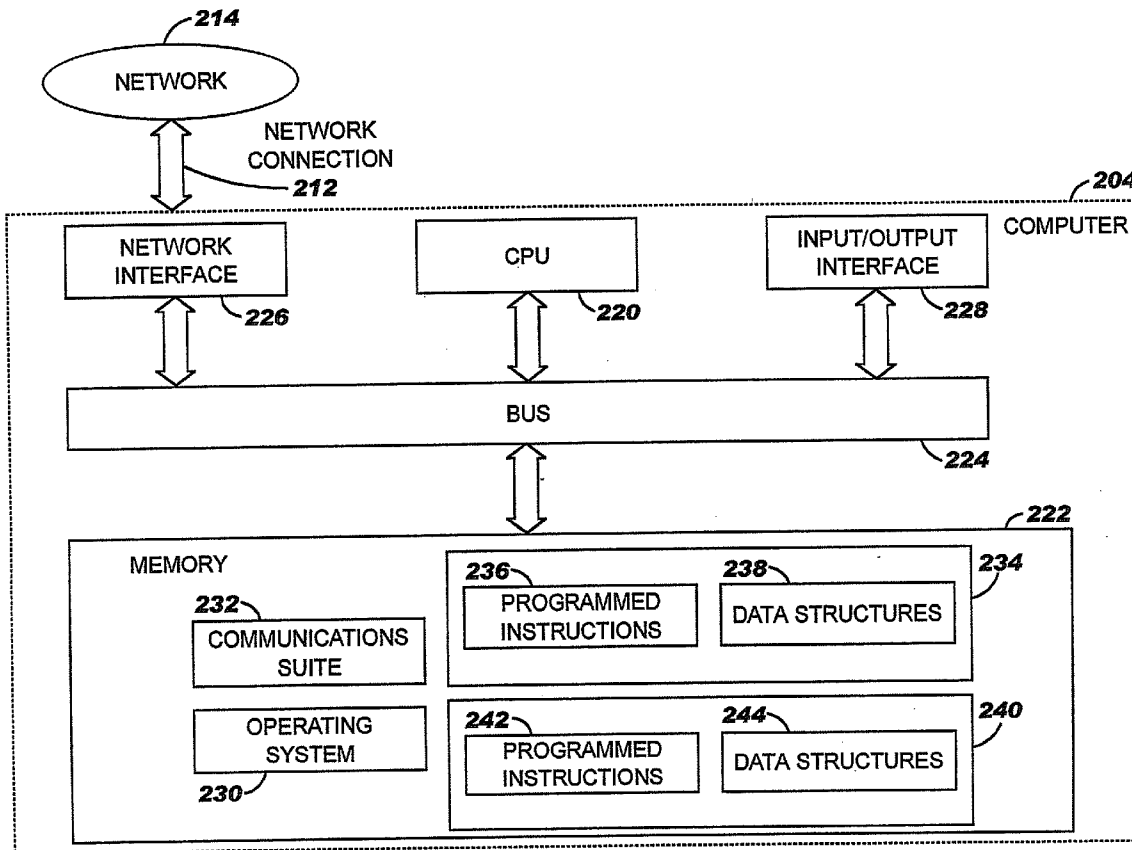 214
NETWORK
NETWORK
CONNECTION
212
204
COMPUTER
NETWORK
INTERFACE
226
CPU
220
INPUT/OUTPUT
INTERFACE
228
BUS
224
222
MEMORY
232
COMMUNICATIONS
SUITE
OPERATING
SYSTEM
230
234
236
PROGRAMMED
INSTRUCTIONS
238
DATA STRUCTURES
240
242
PROGRAMMED
INSTRUCTIONS
244
DATA STRUCTURES